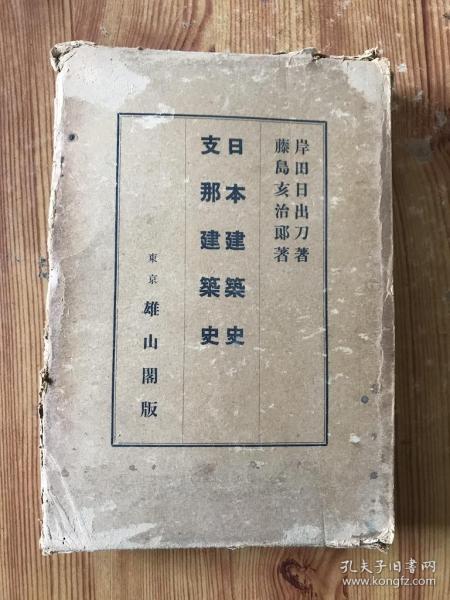 岸田日出刀著
藤島亥治郎著
日本建築史
支那建築史
東京 雄山閣版
孔夫子旧书网
www.kongfz.com